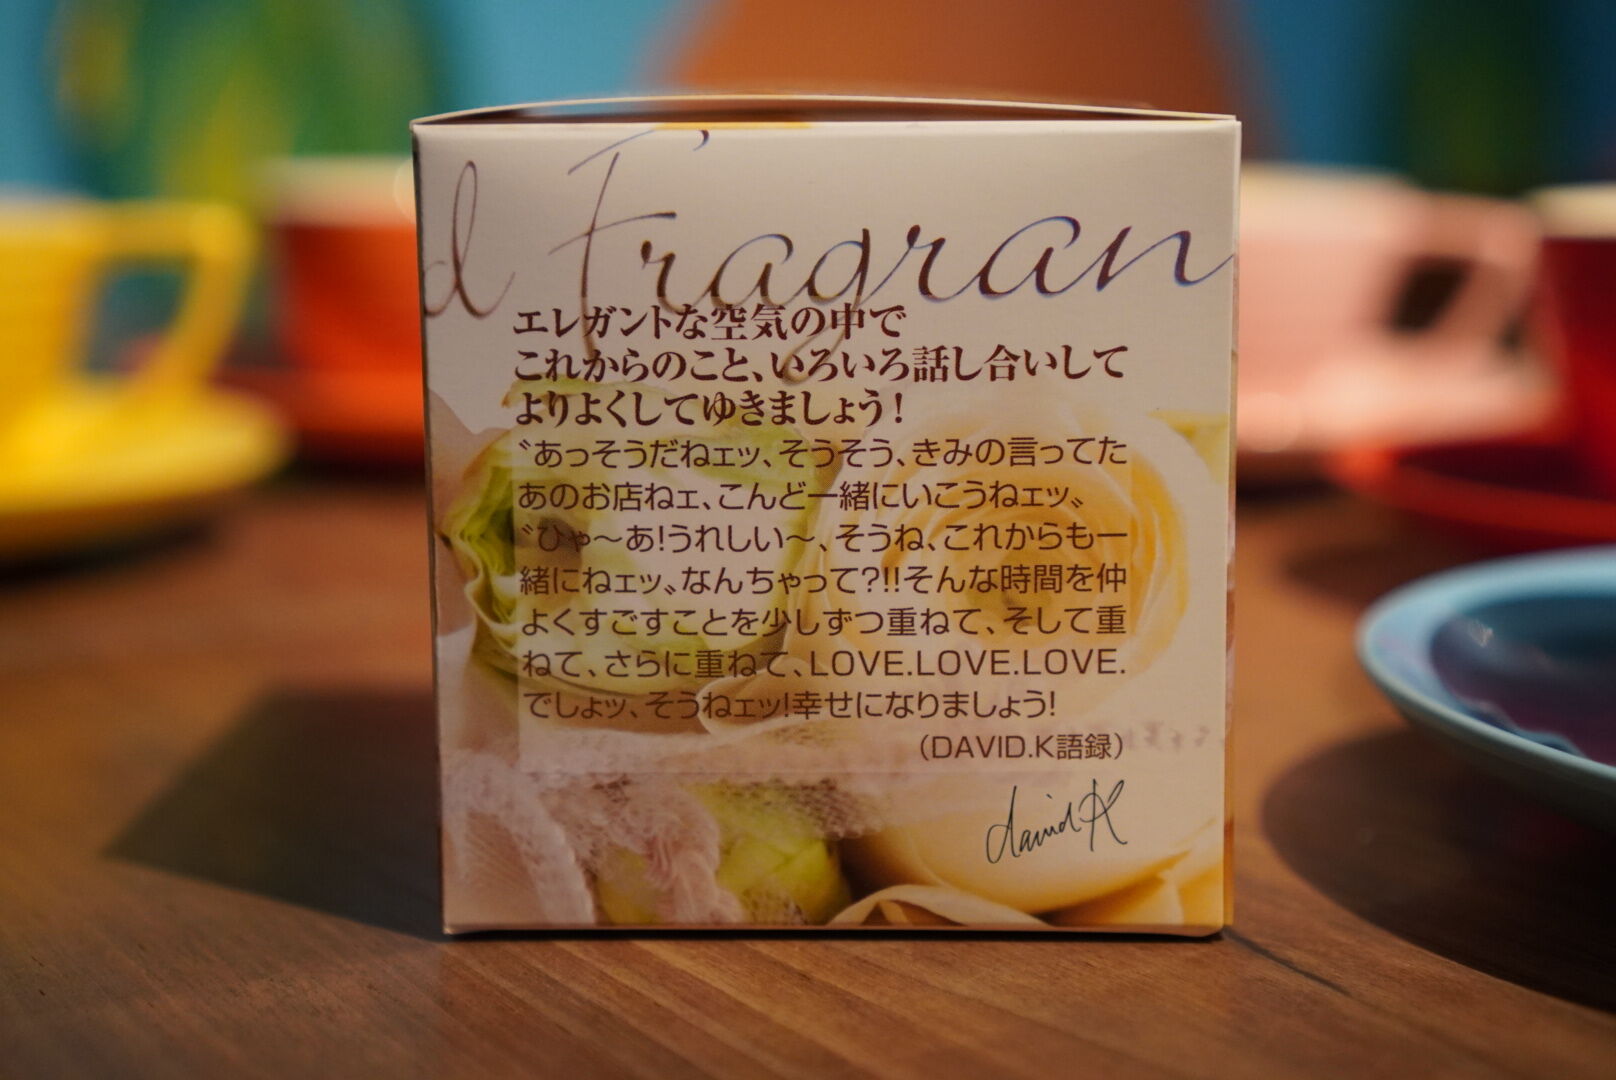 d Fragran
エレガントな空気の中で
これからのこと、いろいろ話し合いして
よりよくしてゆきましょう!
〝あっそうだねェッ、そうそう、きみの言ってた
あのお店ねェ、こんど一緒にいこうねェッ〟
〝ひゃ〜あ!うれしい〜、そうね、これからも一
緒にねェッ〟なんちゃって?!!そんな時間を仲
よくすごすことを少しずつ重ねて、そして重
ねて、さらに重ねて、LOVE.LOVE.LOVE.
でしょッ、そうねェッ!幸せになりましょう!
(DAVID.K語録)
david K